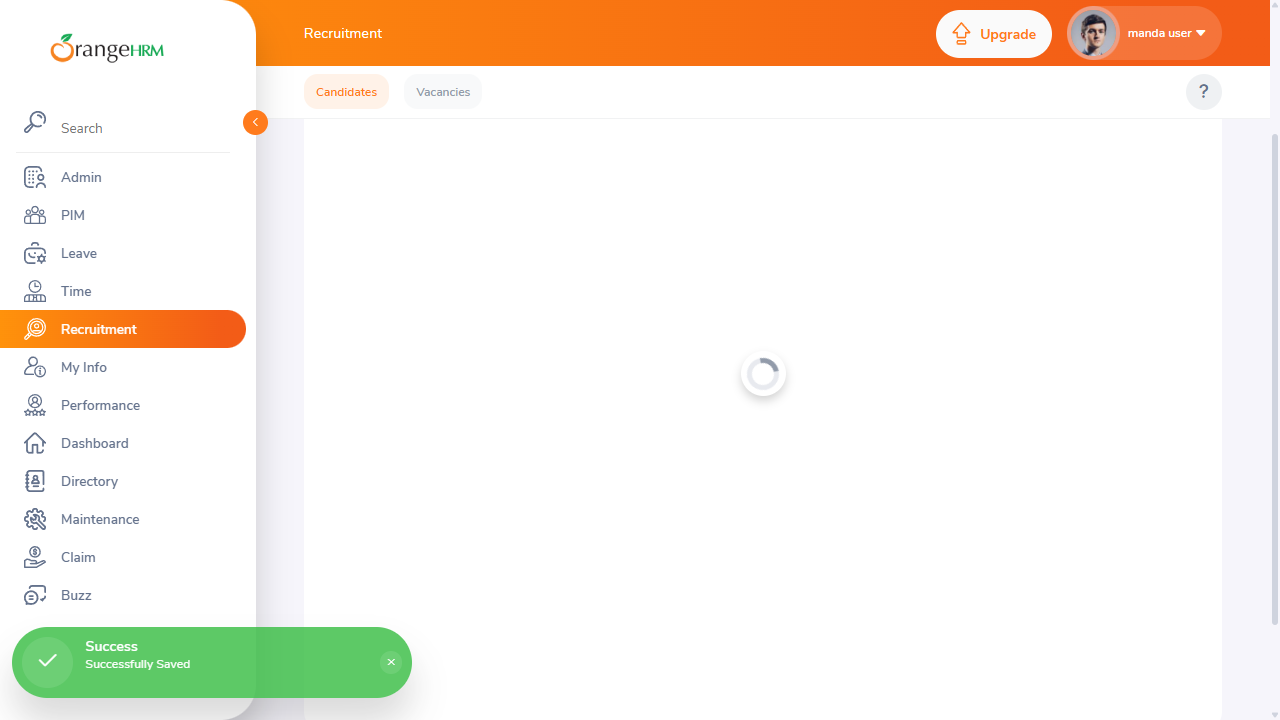 OrangeHRM
Recruitment
Upgrade
manda user
Candidates
Vacancies
?
Search
Admin
PIM
Leave
Time
Recruitment
My Info
Performance
Dashboard
Directory
Maintenance
Claim
Buzz
Success
Successfully Saved